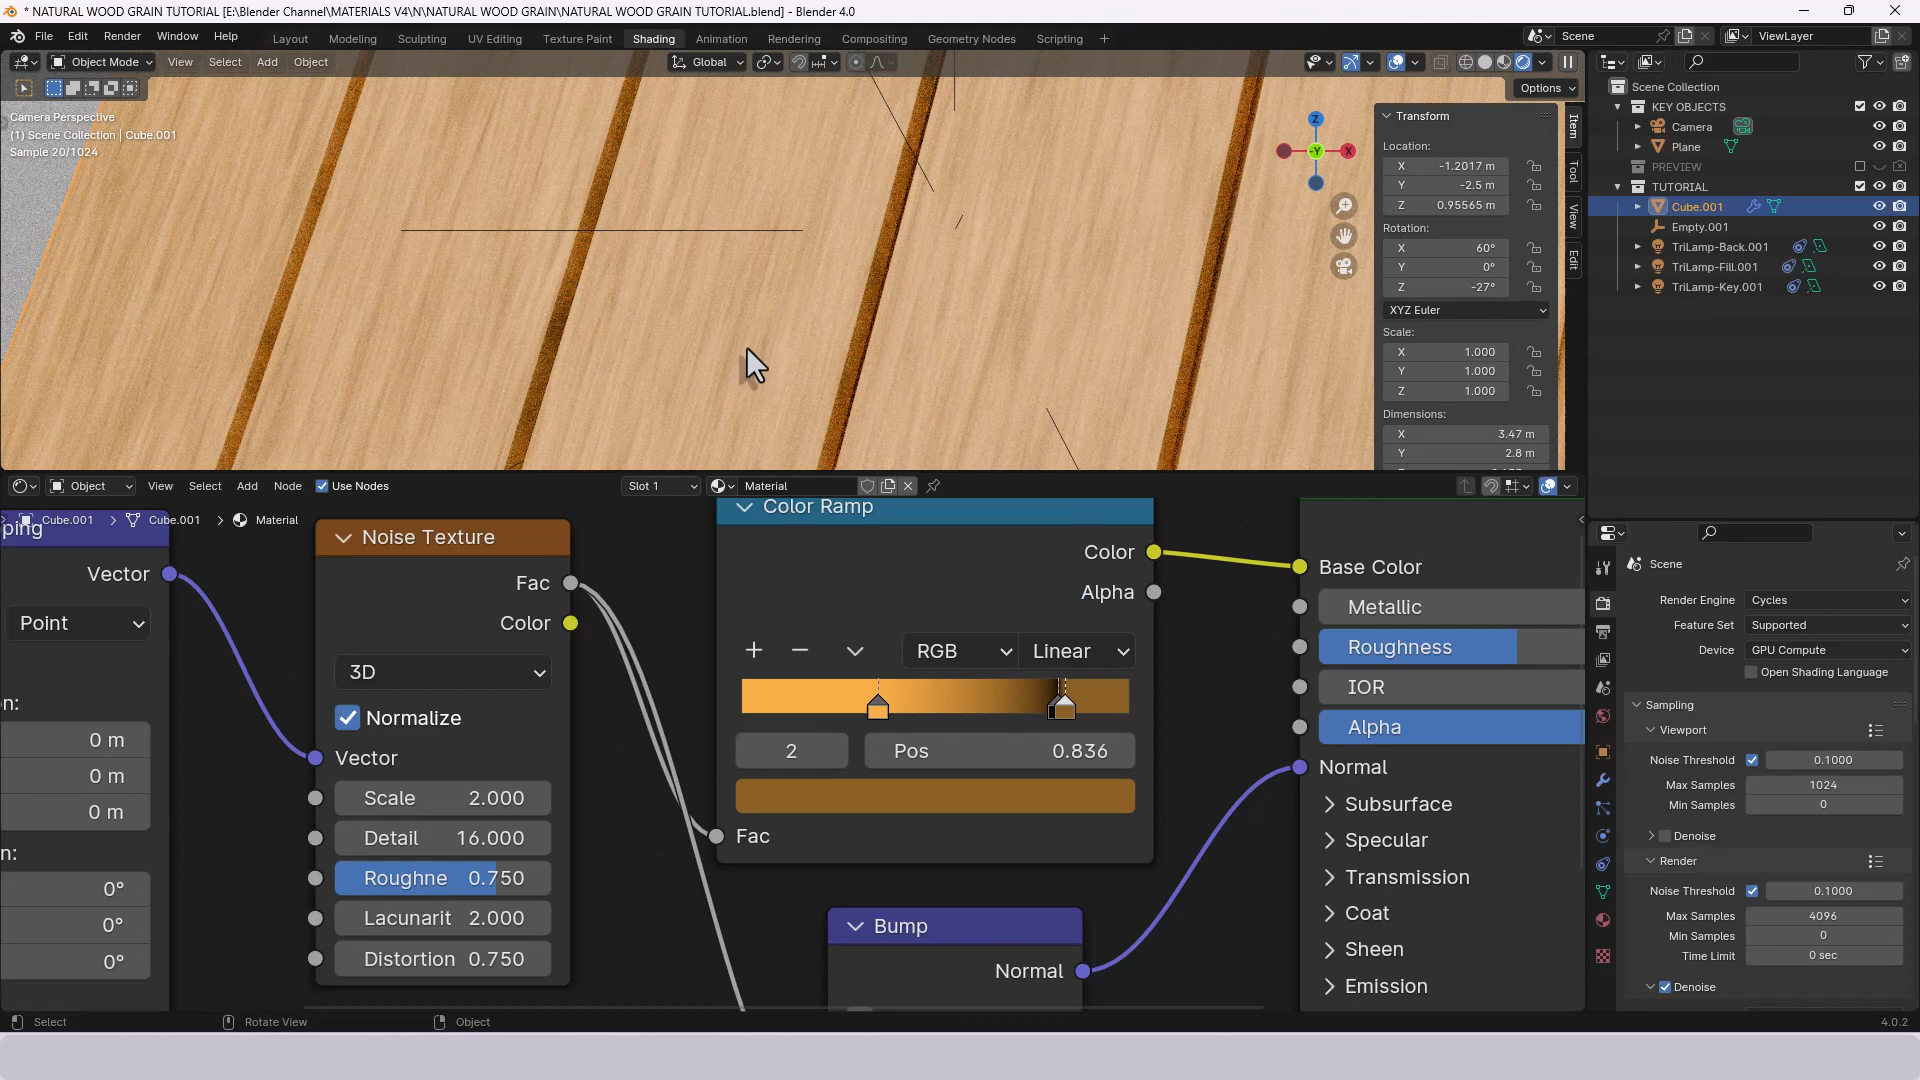 * NATURAL WOOD GRAIN TUTORIAL [E:\Blender Channel\MATERIALS V4\N\NATURAL WOOD GRAIN\NATURAL WOOD GRAIN TUTORIAL.blend] - Blender 4.0
File Edit Render Window Help Layout Modeling Sculpting UV Editing Texture Paint Shading Animation Rendering Compositing Geometry Nodes Scripting + Scene ViewLayer
Object Mode View Select Add Object Global
Options
Camera Perspective
(1) Scene Collection | Cube.001
Sample 20/1024
Z
-Y
X
Transform
Location:
X -1.2017 m
Y -2.5 m
Z 0.95565 m
Rotation:
X 60°
Y 0°
Z -27°
XYZ Euler
Scale:
X 1.000
Y 1.000
Z 1.000
Dimensions:
X 3.47 m
Y 2.8 m
Item
Tool
View
Edit
Scene Collection
KEY OBJECTS
Camera
Plane
PREVIEW
TUTORIAL
Cube.001
Empty.001
TriLamp-Back.001
TriLamp-Fill.001
TriLamp-Key.001
Object View Select Add Node Use Nodes Slot 1 Material
Cube.001 > Cube.001 > Material
ping
Vector
Point
n:
0 m
0 m
0 m
n:
0°
0°
0°
Noise Texture
Fac
Color
3D
Normalize
Vector
Scale 2.000
Detail 16.000
Roughne 0.750
Lacunarit 2.000
Distortion 0.750
Color Ramp
Color
Alpha
RGB Linear
2 Pos 0.836
Fac
Bump
Normal
Base Color
Metallic
Roughness
IOR
Alpha
Normal
Subsurface
Specular
Transmission
Coat
Sheen
Emission
Scene
Render Engine Cycles
Feature Set Supported
Device GPU Compute
Open Shading Language
Sampling
Viewport
Noise Threshold 0.1000
Max Samples 1024
Min Samples 0
Denoise
Render
Noise Threshold 0.1000
Max Samples 4096
Min Samples 0
Time Limit 0 sec
Denoise
Select Rotate View Object 4.0.2